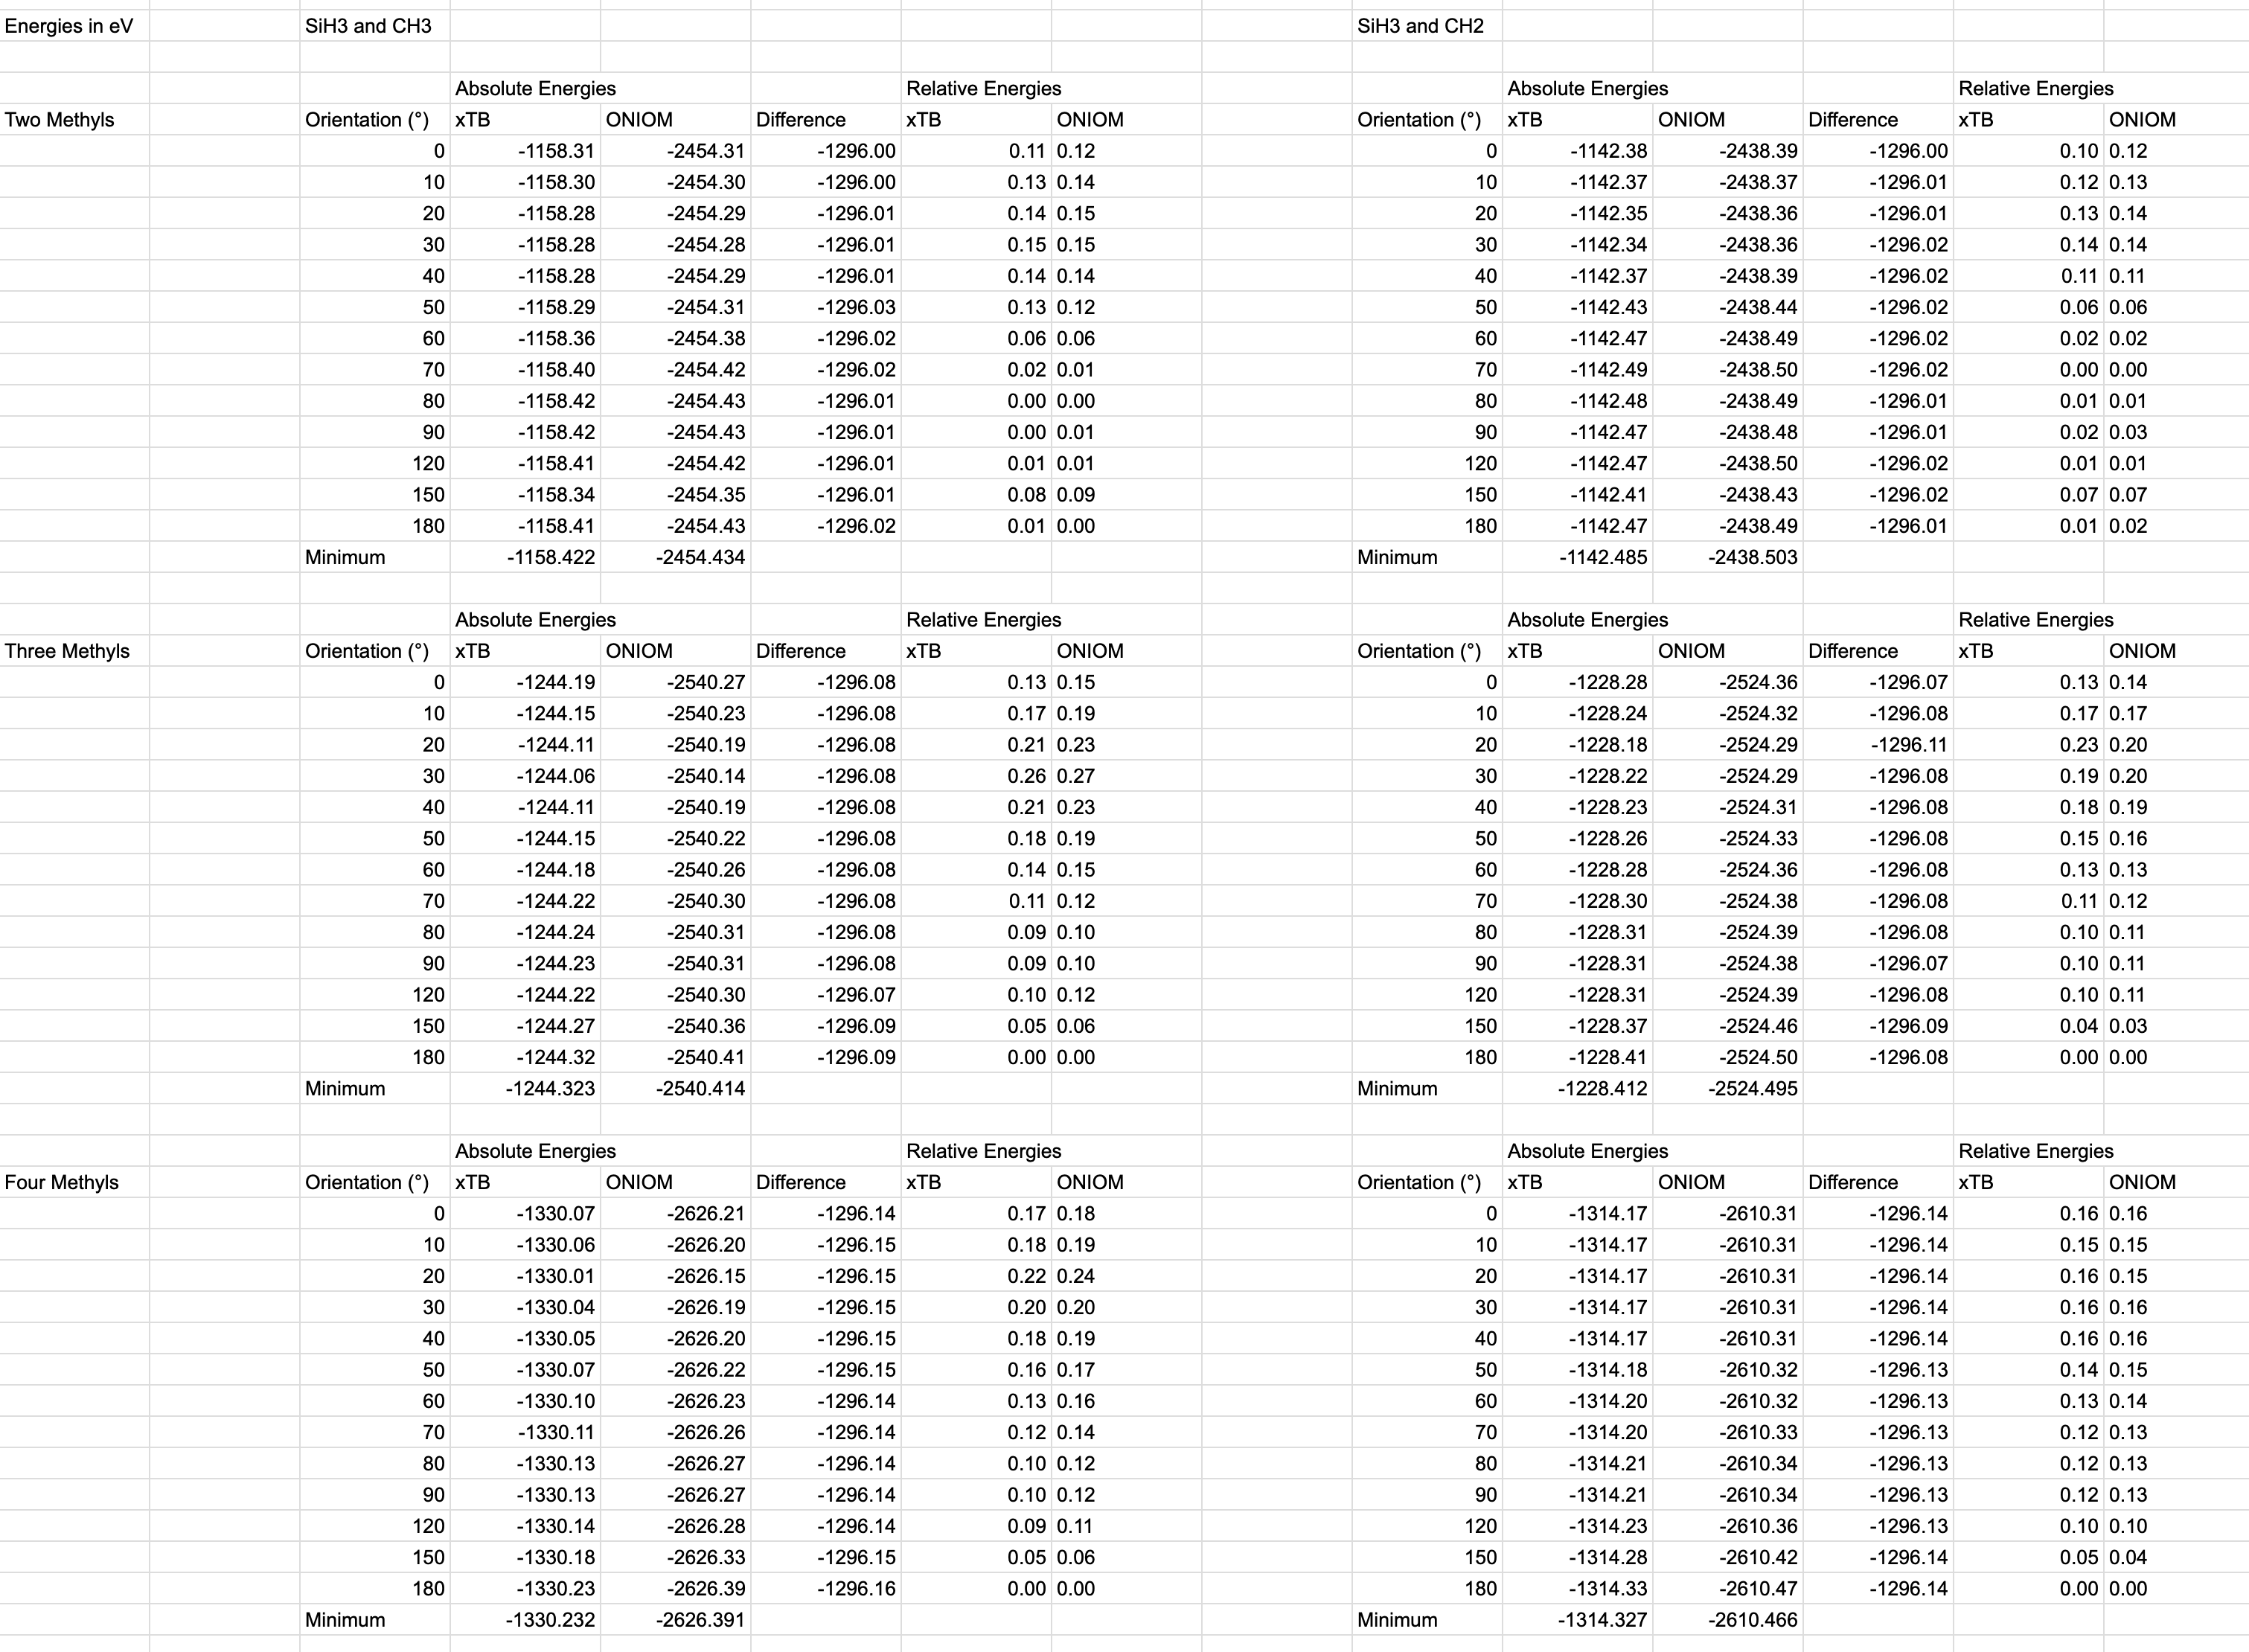 Energies in eV SiH3 and CH3 SiH3 and CH2
Absolute Energies Relative Energies Absolute Energies Relative Energies
Two Methyls Orientation (°) xTB ONIOM Difference xTB ONIOM Orientation (°) xTB ONIOM Difference xTB ONIOM
0 -1158.31 -2454.31 -1296.00 0.11 0.12 0 -1142.38 -2438.39 -1296.00 0.10 0.12
10 -1158.30 -2454.30 -1296.00 0.13 0.14 10 -1142.37 -2438.37 -1296.01 0.12 0.13
20 -1158.28 -2454.29 -1296.01 0.14 0.15 20 -1142.35 -2438.36 -1296.01 0.13 0.14
30 -1158.28 -2454.28 -1296.01 0.15 0.15 30 -1142.34 -2438.36 -1296.02 0.14 0.14
40 -1158.28 -2454.29 -1296.01 0.14 0.14 40 -1142.37 -2438.39 -1296.02 0.11 0.11
50 -1158.29 -2454.31 -1296.03 0.13 0.12 50 -1142.43 -2438.44 -1296.02 0.06 0.06
60 -1158.36 -2454.38 -1296.02 0.06 0.06 60 -1142.47 -2438.49 -1296.02 0.02 0.02
70 -1158.40 -2454.42 -1296.02 0.02 0.01 70 -1142.49 -2438.50 -1296.02 0.00 0.00
80 -1158.42 -2454.43 -1296.01 0.00 0.00 80 -1142.48 -2438.49 -1296.01 0.01 0.01
90 -1158.42 -2454.43 -1296.01 0.00 0.01 90 -1142.47 -2438.48 -1296.01 0.02 0.03
120 -1158.41 -2454.42 -1296.01 0.01 0.01 120 -1142.47 -2438.50 -1296.02 0.01 0.01
150 -1158.34 -2454.35 -1296.01 0.08 0.09 150 -1142.41 -2438.43 -1296.02 0.07 0.07
180 -1158.41 -2454.43 -1296.02 0.01 0.00 180 -1142.47 -2438.49 -1296.01 0.01 0.02
Minimum -1158.422 -2454.434 Minimum -1142.485 -2438.503
Absolute Energies Relative Energies Absolute Energies Relative Energies
Three Methyls Orientation (°) xTB ONIOM Difference xTB ONIOM Orientation (°) xTB ONIOM Difference xTB ONIOM
0 -1244.19 -2540.27 -1296.08 0.13 0.15 0 -1228.28 -2524.36 -1296.07 0.13 0.14
10 -1244.15 -2540.23 -1296.08 0.17 0.19 10 -1228.24 -2524.32 -1296.08 0.17 0.17
20 -1244.11 -2540.19 -1296.08 0.21 0.23 20 -1228.18 -2524.29 -1296.11 0.23 0.20
30 -1244.06 -2540.14 -1296.08 0.26 0.27 30 -1228.22 -2524.29 -1296.08 0.19 0.20
40 -1244.11 -2540.19 -1296.08 0.21 0.23 40 -1228.23 -2524.31 -1296.08 0.18 0.19
50 -1244.15 -2540.22 -1296.08 0.18 0.19 50 -1228.26 -2524.33 -1296.08 0.15 0.16
60 -1244.18 -2540.26 -1296.08 0.14 0.15 60 -1228.28 -2524.36 -1296.08 0.13 0.13
70 -1244.22 -2540.30 -1296.08 0.11 0.12 70 -1228.30 -2524.38 -1296.08 0.11 0.12
80 -1244.24 -2540.31 -1296.08 0.09 0.10 80 -1228.31 -2524.39 -1296.08 0.10 0.11
90 -1244.23 -2540.31 -1296.08 0.09 0.10 90 -1228.31 -2524.38 -1296.07 0.10 0.11
120 -1244.22 -2540.30 -1296.07 0.10 0.12 120 -1228.31 -2524.39 -1296.08 0.10 0.11
150 -1244.27 -2540.36 -1296.09 0.05 0.06 150 -1228.37 -2524.46 -1296.09 0.04 0.03
180 -1244.32 -2540.41 -1296.09 0.00 0.00 180 -1228.41 -2524.50 -1296.08 0.00 0.00
Minimum -1244.323 -2540.414 Minimum -1228.412 -2524.495
Absolute Energies Relative Energies Absolute Energies Relative Energies
Four Methyls Orientation (°) xTB ONIOM Difference xTB ONIOM Orientation (°) xTB ONIOM Difference xTB ONIOM
0 -1330.07 -2626.21 -1296.14 0.17 0.18 0 -1314.17 -2610.31 -1296.14 0.16 0.16
10 -1330.06 -2626.20 -1296.15 0.18 0.19 10 -1314.17 -2610.31 -1296.14 0.15 0.15
20 -1330.01 -2626.15 -1296.15 0.22 0.24 20 -1314.17 -2610.31 -1296.14 0.16 0.15
30 -1330.04 -2626.19 -1296.15 0.20 0.20 30 -1314.17 -2610.31 -1296.14 0.16 0.16
40 -1330.05 -2626.20 -1296.15 0.18 0.19 40 -1314.17 -2610.31 -1296.14 0.16 0.16
50 -1330.07 -2626.22 -1296.15 0.16 0.17 50 -1314.18 -2610.32 -1296.13 0.14 0.15
60 -1330.10 -2626.23 -1296.14 0.13 0.16 60 -1314.20 -2610.32 -1296.13 0.13 0.14
70 -1330.11 -2626.26 -1296.14 0.12 0.14 70 -1314.20 -2610.33 -1296.13 0.12 0.13
80 -1330.13 -2626.27 -1296.14 0.10 0.12 80 -1314.21 -2610.34 -1296.13 0.12 0.13
90 -1330.13 -2626.27 -1296.14 0.10 0.12 90 -1314.21 -2610.34 -1296.13 0.12 0.13
120 -1330.14 -2626.28 -1296.14 0.09 0.11 120 -1314.23 -2610.36 -1296.13 0.10 0.10
150 -1330.18 -2626.33 -1296.15 0.05 0.06 150 -1314.28 -2610.42 -1296.14 0.05 0.04
180 -1330.23 -2626.39 -1296.16 0.00 0.00 180 -1314.33 -2610.47 -1296.14 0.00 0.00
Minimum -1330.232 -2626.391 Minimum -1314.327 -2610.466